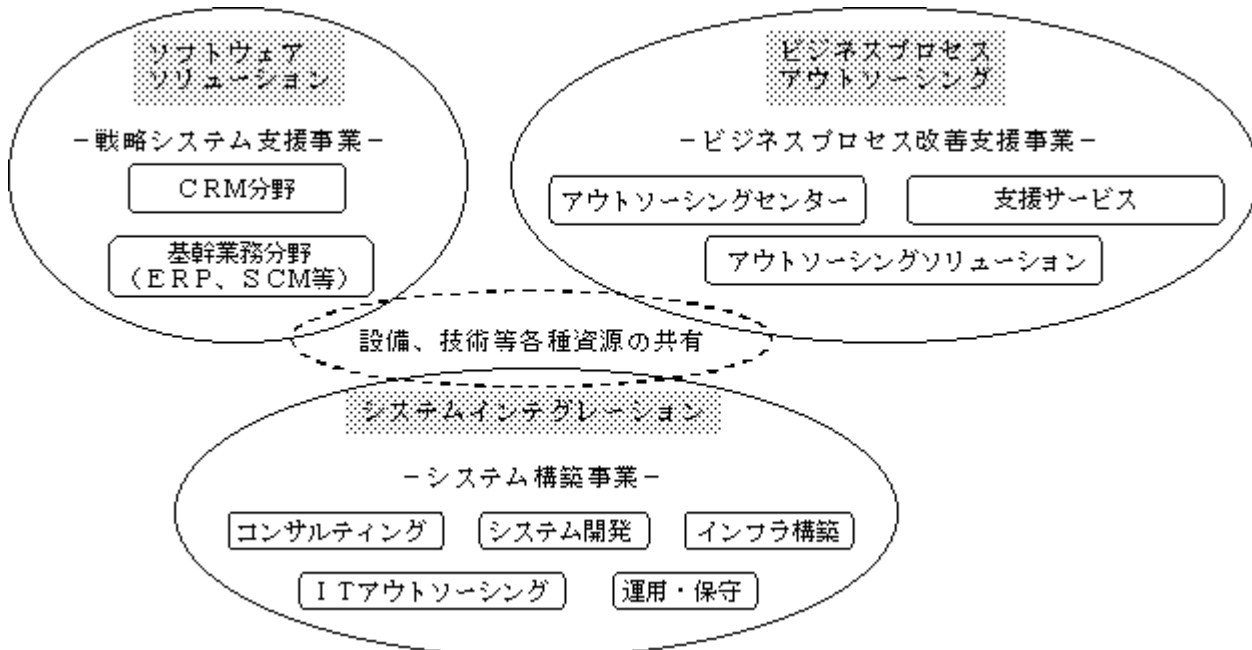 ソフトウェア
ソリューション
－戦略システム支援事業－
ＣＲＭ分野
基幹業務分野
（ＥＲＰ、ＳＣＭ等）
ビジネスプロセス
アウトソーシング
－ビジネスプロセス改善支援事業－
アウトソーシングセンター
支援サービス
アウトソーシングソリューション
設備、技術等各種資源の共有
システムインテグレーション
－システム構築事業－
コンサルティング
システム開発
インフラ構築
ＩＴアウトソーシング
運用・保守